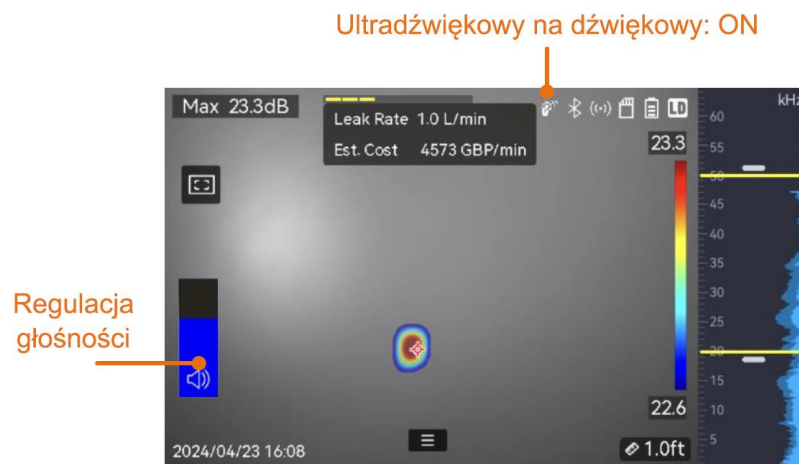 Ultradźwiękowy na dźwiękowy: ON
Max 23.3dB
Leak Rate 1.0 L/min
Est. Cost 4573 GBP/min
LD
kHz
23.3
60
55
50
45
40
35
30
25
20
15
10
5
Regulacja
głośności
22.6
2024/04/23 16:08
1.0ft